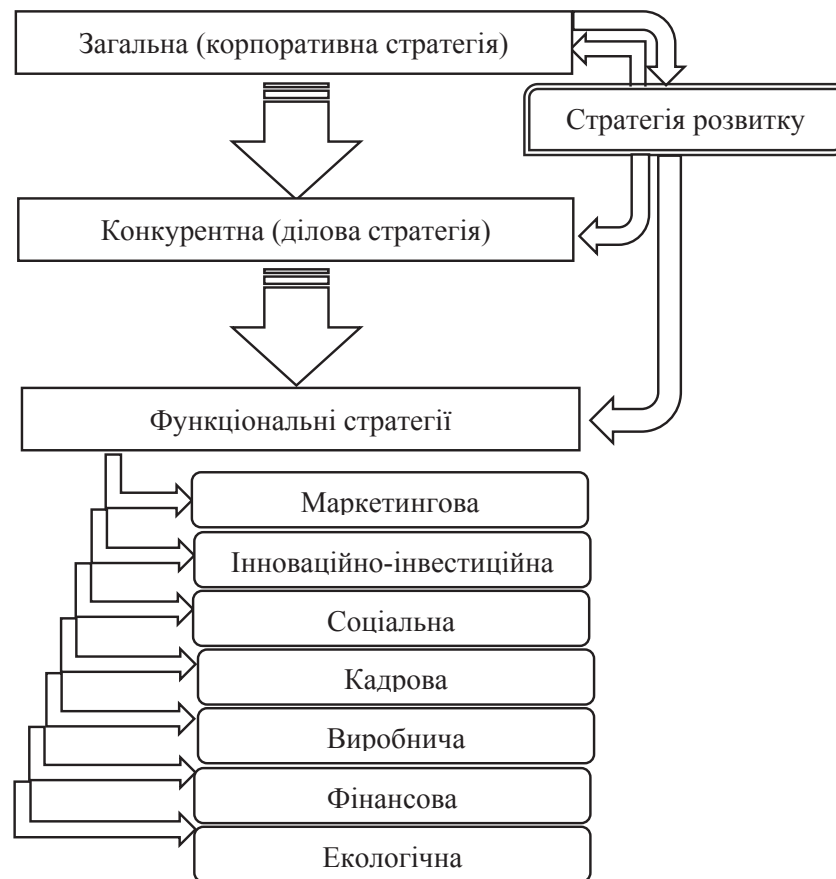 Загальна (корпоративна стратегія)
Стратегія розвитку
Конкурентна (ділова стратегія)
Функціональні стратегії
Маркетингова
Інноваційно-інвестиційна
Соціальна
Кадрова
Виробнича
Фінансова
Екологічна